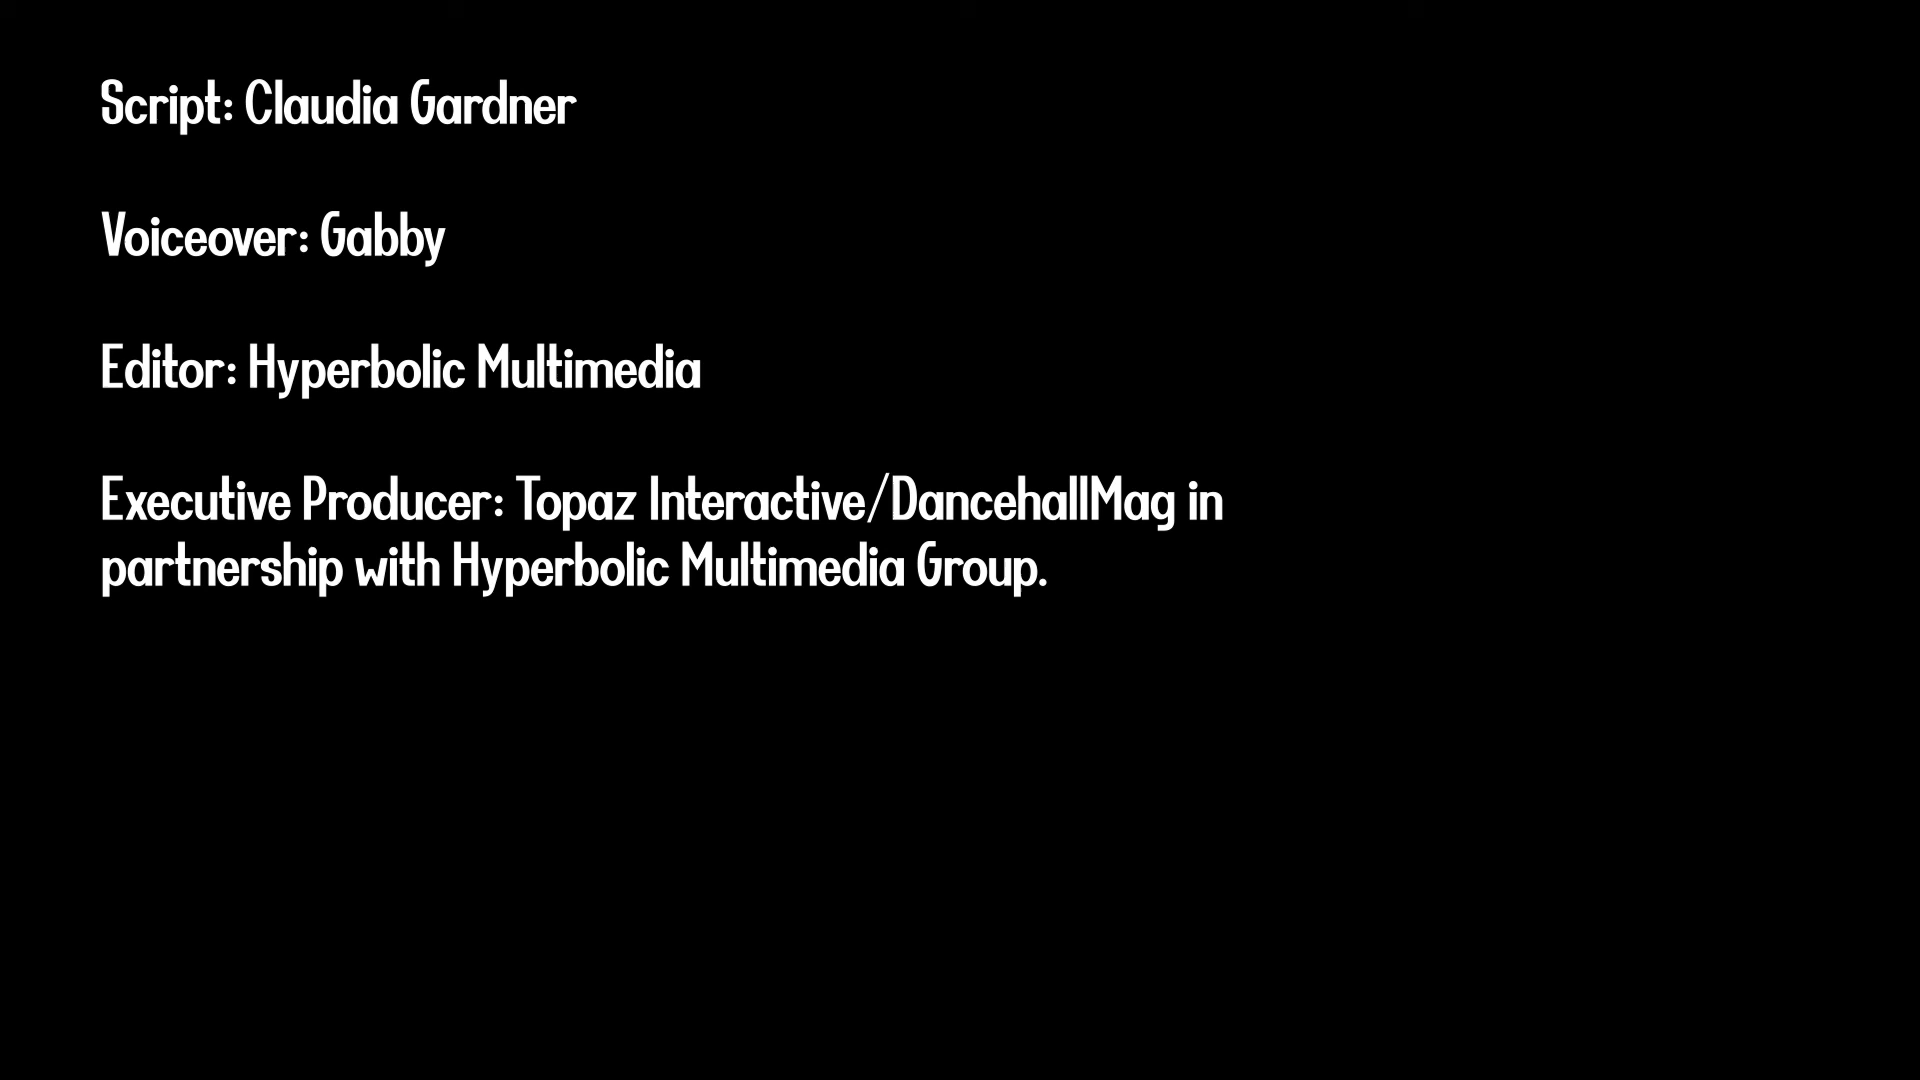 Script: Claudia Gardner
Voiceover: Gabby
Editor: Hyperbolic Multimedia
Executive Producer: Topaz Interactive/DancehallMag in
partnership with Hyperbolic Multimedia Group.